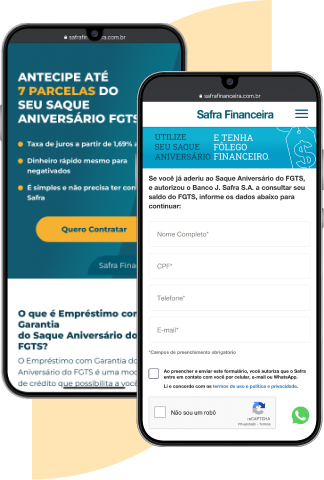 safrafinanceira.com.br
ANTECIPE ATÉ
7 PARCELAS DO
SEU SAQUE
ANIVERSÁRIO FGTS
Taxa de juros a partir de 1,69% a
Dinheiro rápido mesmo para
negativados
É simples e não precisa ter con
Safra
Quero Contratar
Safra Finan
O que é Empréstimo com
Garantia
do Saque Aniversário do
FGTS?
O Empréstimo com Garantia do
Aniversário do FGTS é uma mod
de crédito que possibilita a você
safrafinanceira.com.br
Safra Financeira
UTILIZE
SEU SAQUE
ANIVERSÁRIO
E TENHA
FÔLEGO
FINANCEIRO.
Se você já aderiu ao Saque Aniversário do FGTS,
e autorizou o Banco J. Safra S.A. a consultar seu
saldo do FGTS, informe os dados abaixo para
continuar:
Nome Completo*
CPF*
Telefone*
E-mail*
*Campos de preenchimento obrigatório
Ao preencher e enviar este formulário, você autoriza que o Safra
entre em contato com você por celular, e-mail ou WhatsApp.
Li e concordo com os termos de uso e política e privacidade.
Não sou um robô
reCAPTCHA
Privacidade - Termos